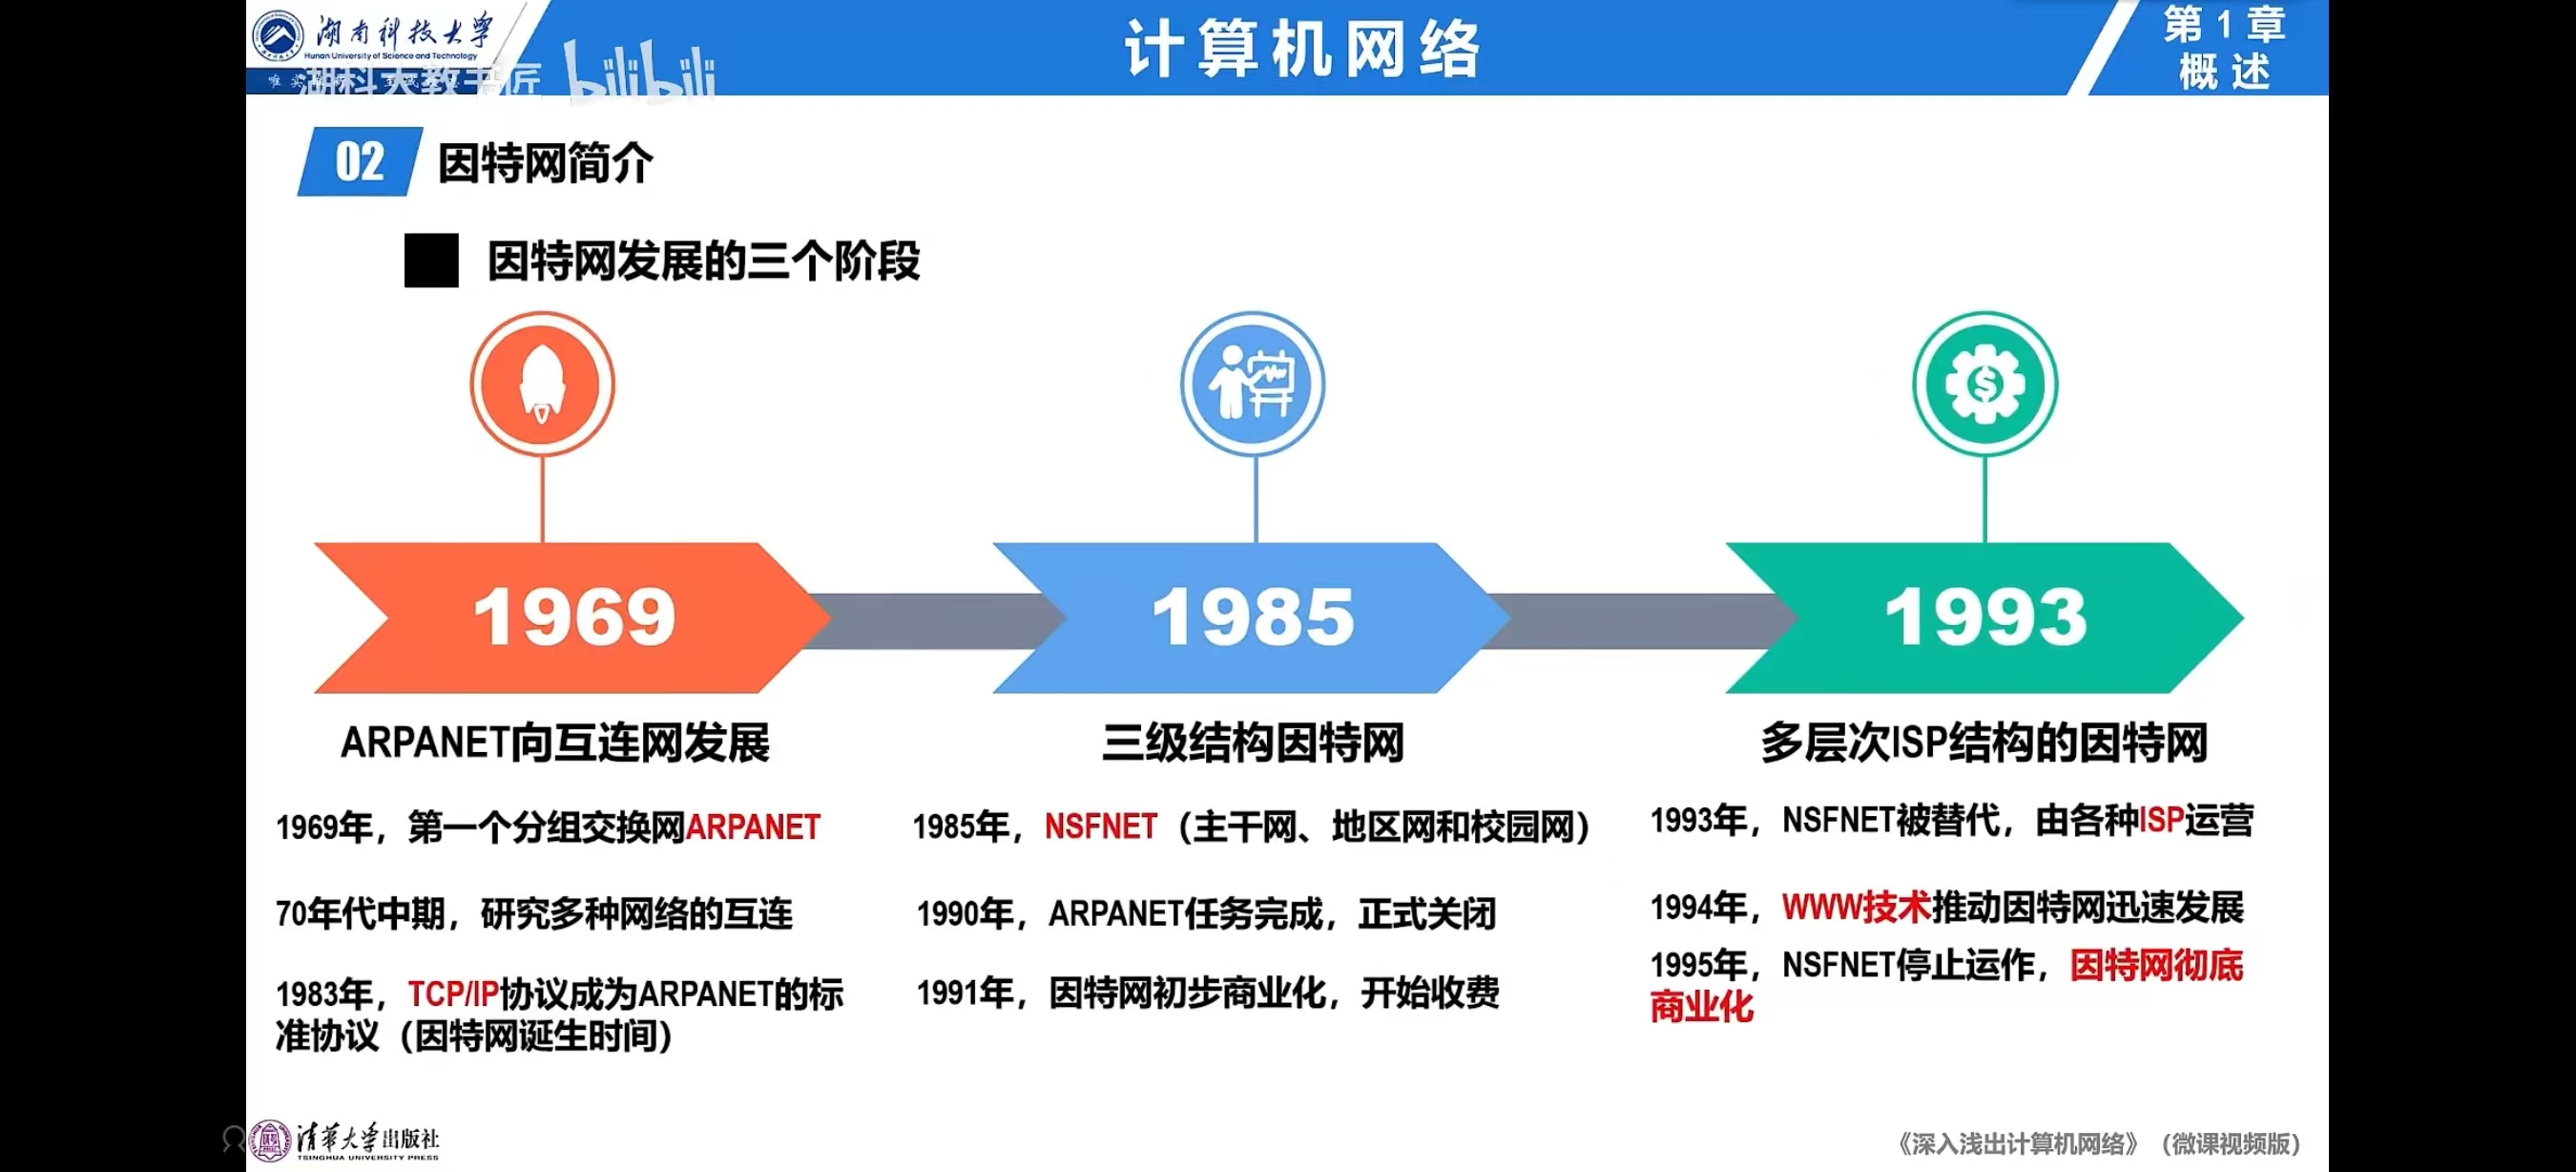 湖南科技大学
Hunan University of Science and Technology
湖科大教书匠 bilibili
计算机网络
第1章
概述
02 因特网简介
因特网发展的三个阶段
1969
1985
1993
ARPANET向互连网发展
1969年，第一个分组交换网ARPANET
70年代中期，研究多种网络的互连
1983年，TCP/IP协议成为ARPANET的标
准协议（因特网诞生时间）
三级结构因特网
1985年，NSFNET（主干网、地区网和校园网）
1990年，ARPANET任务完成，正式关闭
1991年，因特网初步商业化，开始收费
多层次ISP结构的因特网
1993年，NSFNET被替代，由各种ISP运营
1994年，WWW技术推动因特网迅速发展
1995年，NSFNET停止运作，因特网彻底
商业化
清华大学出版社
TSINGHUA UNIVERSITY PRESS
《深入浅出计算机网络》（微课视频版）